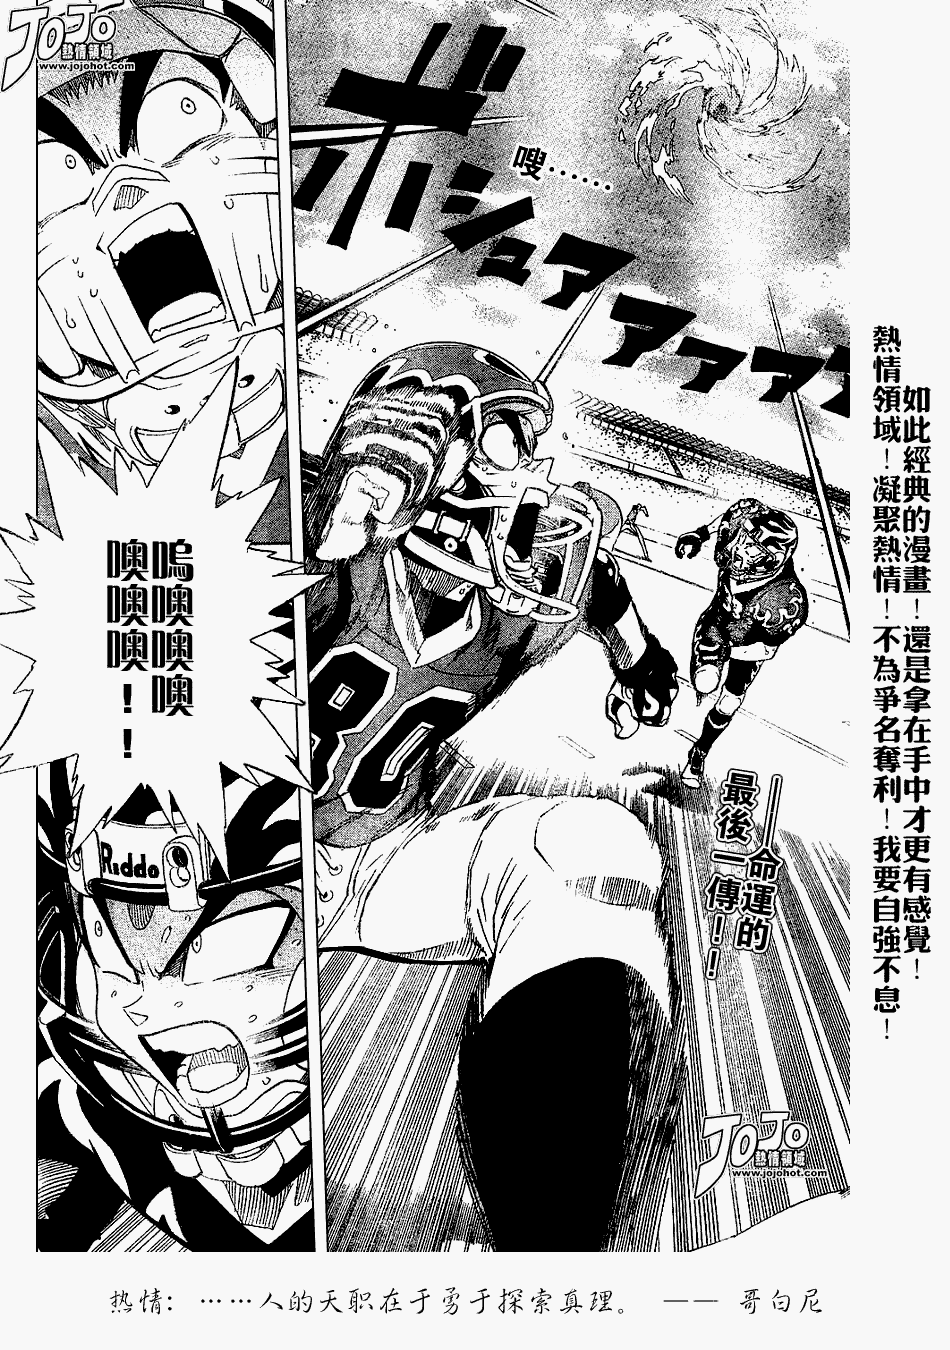 JOJO
熱情領域
www.jojohot.com
ボシュアアアアア
嗖……
嗚噢噢噢
噢噢噢！！
Riddo
80
——命運的
最後一傳！！
如此經典的漫畫！還是拿在手中才更有感覺！
熱情領域！凝聚熱情！不為爭名奪利！我要自強不息！
JOJO
熱情領域
www.jojohot.com
热情：……人的天职在于勇于探索真理。 —— 哥白尼